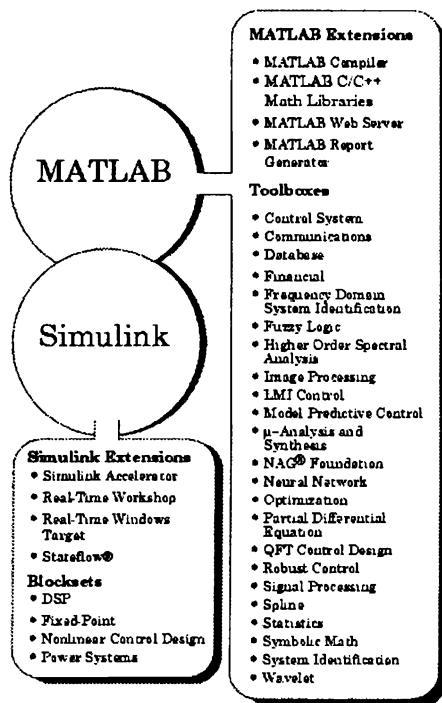 MATLAB
Simulink
MATLAB Extensions
• MATLAB Compiler
• MATLAB C/C++
Math Libraries
• MATLAB Web Server
• MATLAB Report
Generator
Toolboxes
• Control System
• Communications
• Database
• Financial
• Frequency Domain
System Identification
• Fuzzy Logic
• Higher Order Spectral
Analysis
• Image Processing
• LMI Control
• Model Predictive Control
• μ-Analysis and
Synthesis
• NAG® Foundation
• Neural Network
• Optimization
• Partial Differential
Equation
• QFT Control Design
• Robust Control
• Signal Processing
• Spline
• Statistics
• Symbolic Math
• System Identification
• Wavelet
Simulink Extensions
• Simulink Accelerator
• Real-Time Workshop
• Real-Time Windows
Target
• Stateflow®
Blocksets
• DSP
• Fixed-Point
• Nonlinear Control Design
• Power Systems